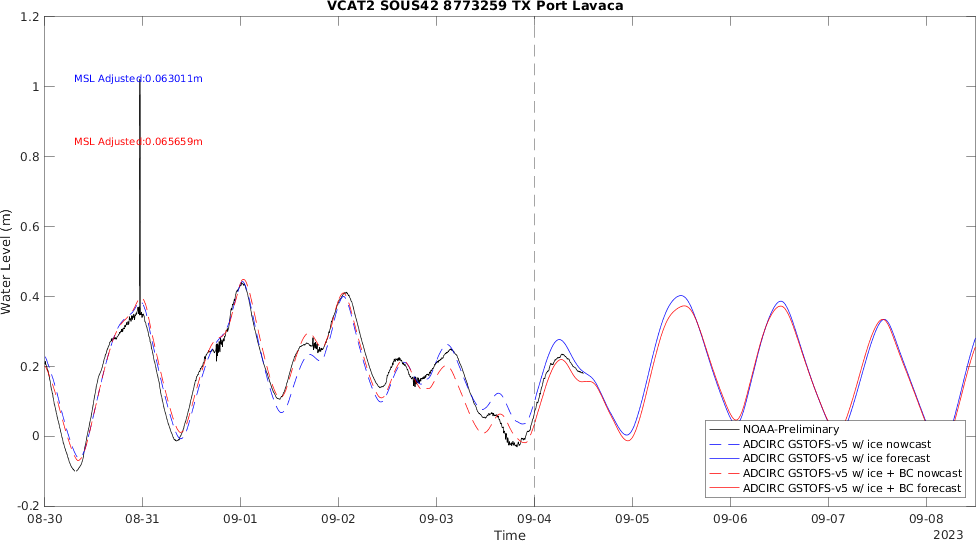 VCAT2 SOUS42 8773259 TX Port Lavaca
1.2
1
0.8
0.6
0.4
0.2
0
-0.2
Water Level (m)
MSL Adjusted:0.063011m
MSL Adjusted:0.065659m
NOAA-Preliminary
ADCIRC GSTOFS-v5 w/ ice nowcast
ADCIRC GSTOFS-v5 w/ ice forecast
ADCIRC GSTOFS-v5 w/ice + BC nowcast
ADCIRC GSTOFS-v5 w/ice + BC forecast
08-30 08-31 09-01 09-02 09-03 09-04 09-05 09-06 09-07 09-08
Time
2023